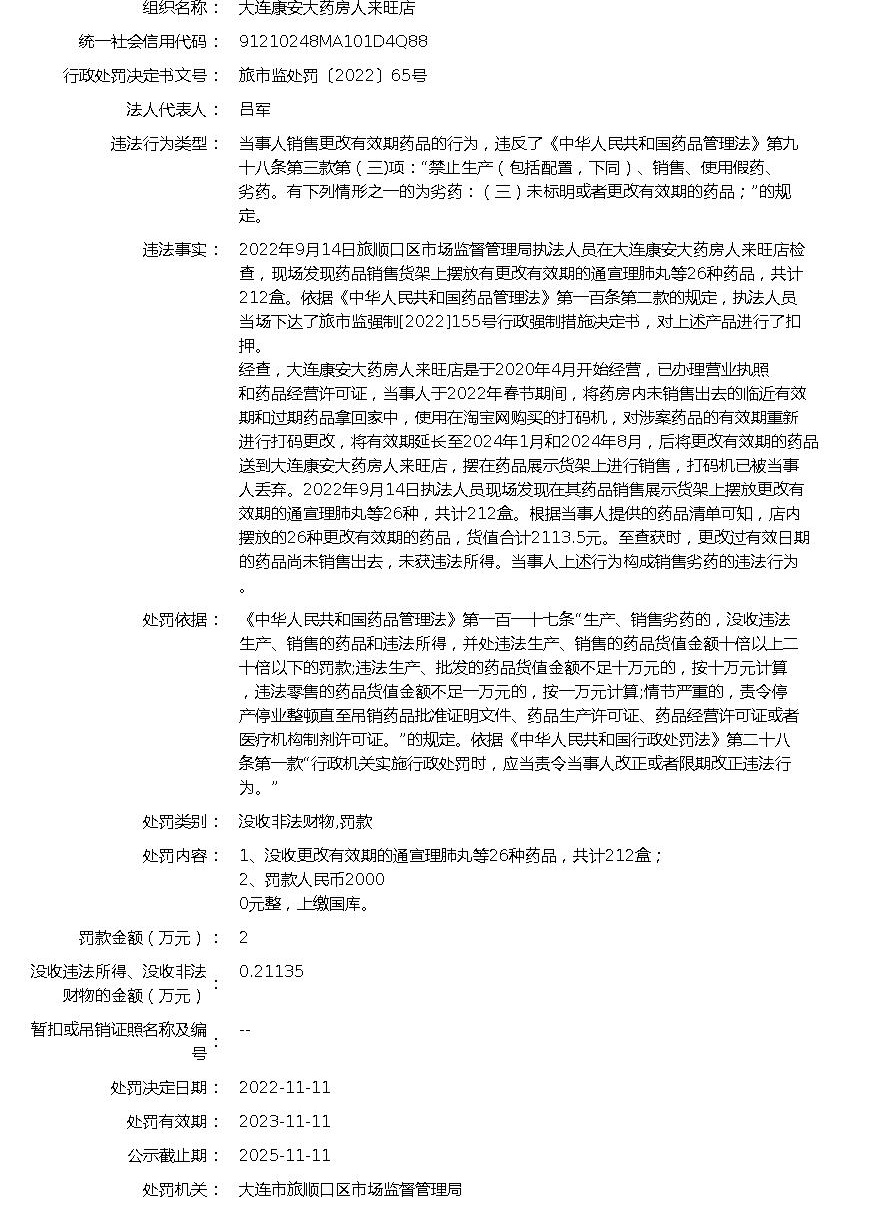 组织名称： 大连康安大药房人来旺店
统一社会信用代码： 91210248MA101D4Q88
行政处罚决定书文号： 旅市监处罚〔2022〕65号
法人代表人： 吕军
违法行为类型： 当事人销售更改有效期药品的行为，违反了《中华人民共和国药品管理法》第九
十八条第三款第（三)项：“禁止生产（包括配置，下同）、销售、使用假药、
劣药。有下列情形之一的为劣药：（三）未标明或者更改有效期的药品；”的规
定。
违法事实： 2022年9月14日旅顺口区市场监督管理局执法人员在大连康安大药房人来旺店检
查，现场发现药品销售货架上摆放有更改有效期的通宣理肺丸等26种药品，共计
212盒。依据《中华人民共和国药品管理法》第一百条第二款的规定，执法人员
当场下达了旅市监强制[2022]155号行政强制措施决定书，对上述产品进行了扣
押。
经查，大连康安大药房人来旺店是于2020年4月开始经营，已办理营业执照
和药品经营许可证，当事人于2022年春节期间，将药房内未销售出去的临近有效
期和过期药品拿回家中，使用在淘宝网购买的打码机，对涉案药品的有效期重新
进行打码更改，将有效期延长至2024年1月和2024年8月，后将更改有效期的药品
送到大连康安大药房人来旺店，摆在药品展示货架上进行销售，打码机已被当事
人丢弃。2022年9月14日执法人员现场发现在其药品销售展示货架上摆放更改有
效期的通宣理肺丸等26种，共计212盒。根据当事人提供的药品清单可知，店内
摆放的26种更改有效期的药品，货值合计2113.5元。至查获时，更改过有效日期
的药品尚未销售出去，未获违法所得。当事人上述行为构成销售劣药的违法行为
。
处罚依据： 《中华人民共和国药品管理法》第一百一十七条“生产、销售劣药的，没收违法
生产、销售的药品和违法所得，并处违法生产、销售的药品货值金额十倍以上二
十倍以下的罚款;违法生产、批发的药品货值金额不足十万元的，按十万元计算
，违法零售的药品货值金额不足一万元的，按一万元计算;情节严重的，责令停
产停业整顿直至吊销药品批准证明文件、药品生产许可证、药品经营许可证或者
医疗机构制剂许可证。”的规定。依据《中华人民共和国行政处罚法》第二十八
条第一款“行政机关实施行政处罚时，应当责令当事人改正或者限期改正违法行
为。”
处罚类别： 没收非法财物,罚款
处罚内容： 1、没收更改有效期的通宣理肺丸等26种药品，共计212盒；
2、罚款人民币2000
0元整，上缴国库。
罚款金额（万元）： 2
没收违法所得、没收非法
财物的金额（万元）： 0.21135
暂扣或吊销证照名称及编
号： --
处罚决定日期： 2022-11-11
处罚有效期： 2023-11-11
公示截止期： 2025-11-11
处罚机关： 大连市旅顺口区市场监督管理局